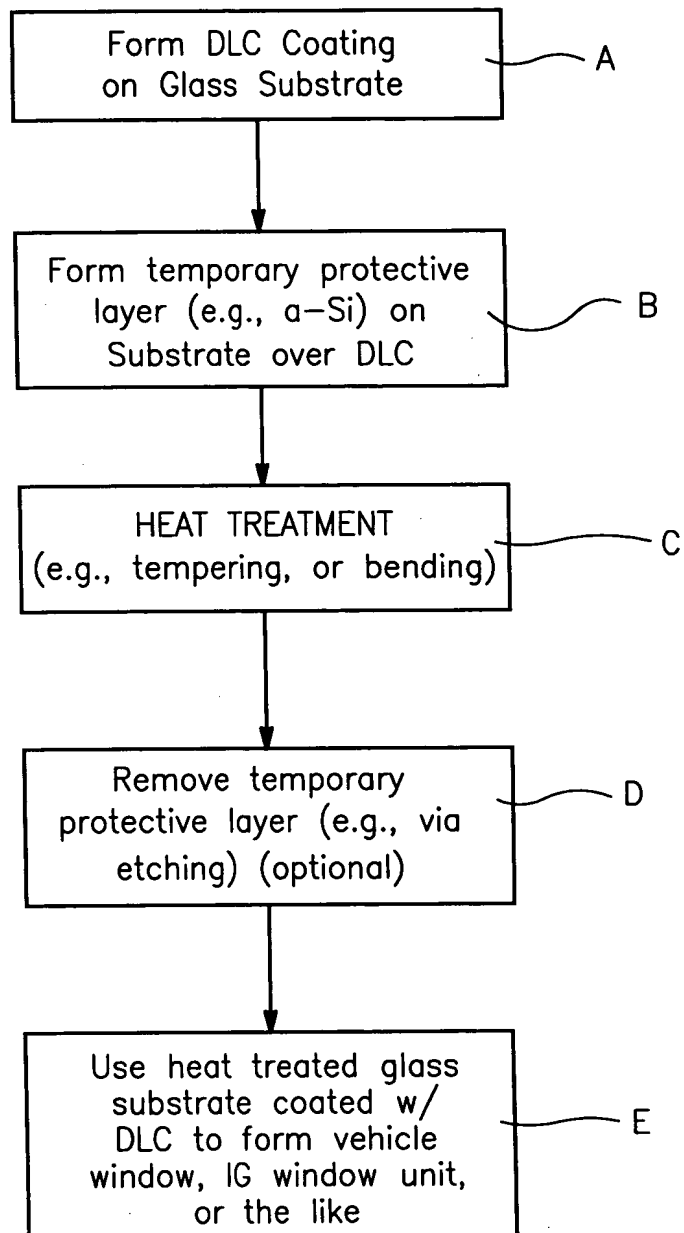 Form DLC Coating
on Glass Substrate
A
Form temporary protective
layer (e.g., a-Si) on
Substrate over DLC
B
HEAT TREATMENT
(e.g., tempering, or bending)
C
Remove temporary
protective layer (e.g., via
etching) (optional)
D
Use heat treated glass
substrate coated w/
DLC to form vehicle
window, IG window unit,
or the like
E